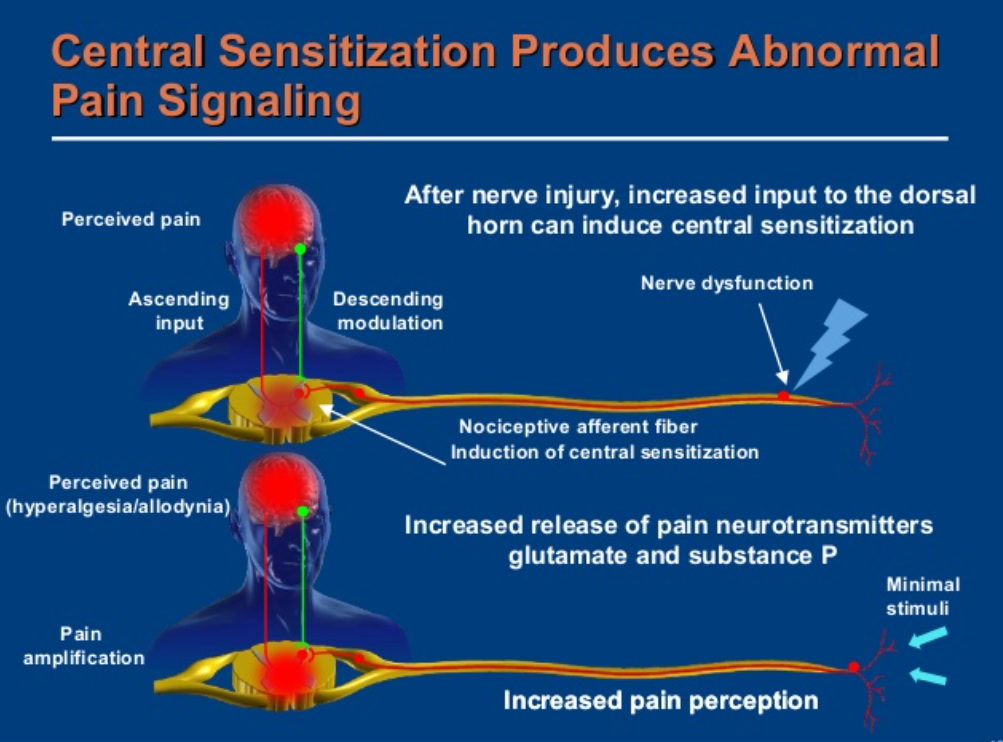 Central Sensitization Produces Abnormal
Pain Signaling
After nerve injury, increased input to the dorsal
horn can induce central sensitization
Perceived pain
Nerve dysfunction
Ascending
input
Descending
modulation
Nociceptive afferent fiber
Induction of central sensitization
Perceived pain
(hyperalgesia/allodynia)
Increased release of pain neurotransmitters
glutamate and substance P
Minimal
stimuli
Pain
amplification
Increased pain perception